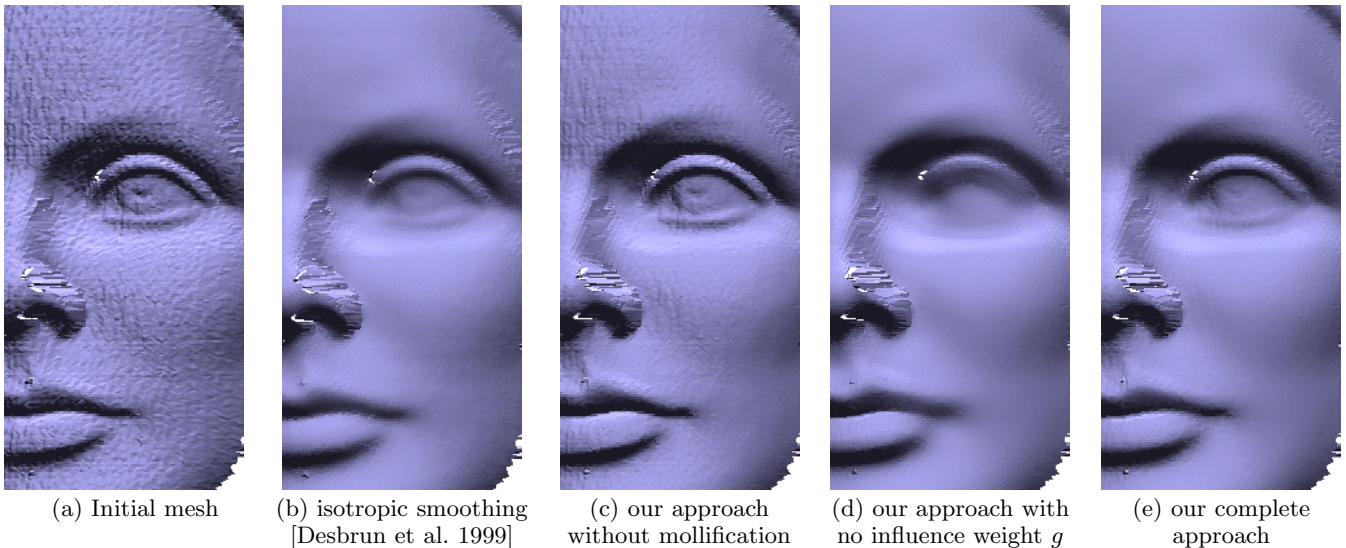 (a) Initial mesh
(b) isotropic smoothing
[Desbrun et al. 1999]
(c) our approach
without mollification
(d) our approach with
no influence weight g
(e) our complete
approach